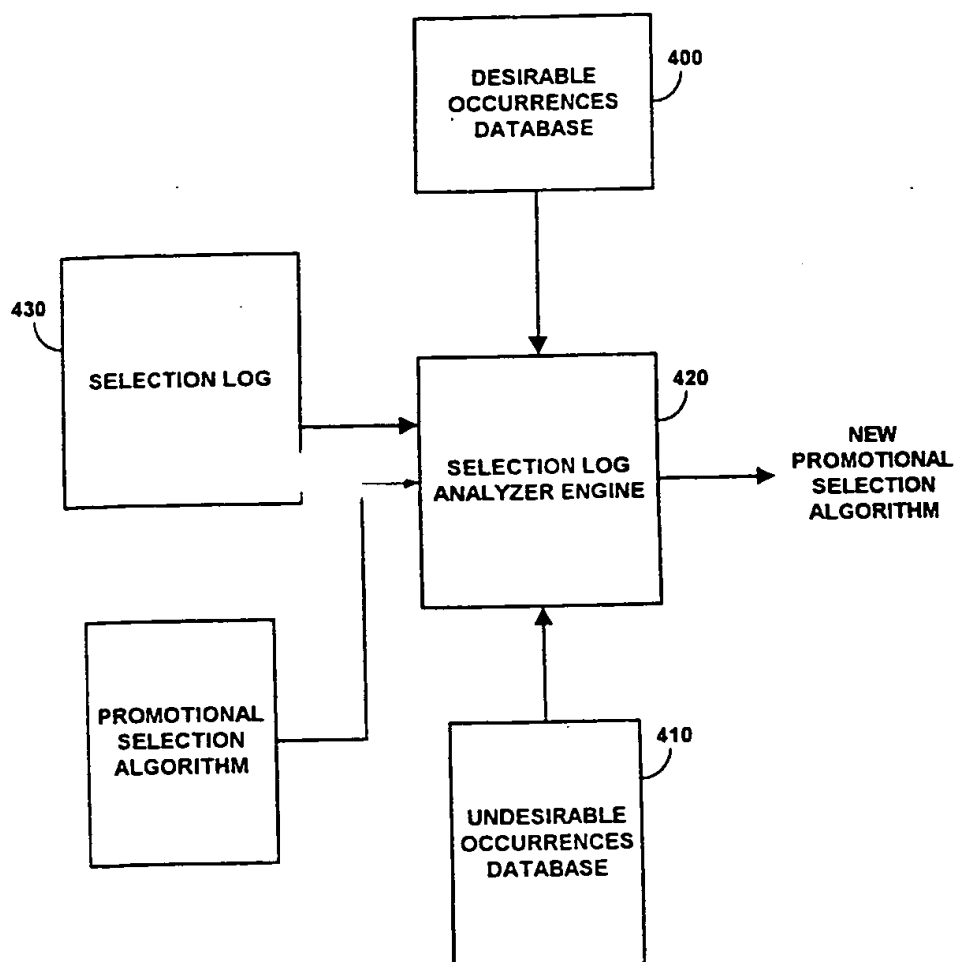 DESIRABLE
OCCURRENCES
DATABASE
400
430
SELECTION LOG
420
SELECTION LOG
ANALYZER ENGINE
NEW
PROMOTIONAL
SELECTION
ALGORITHM
PROMOTIONAL
SELECTION
ALGORITHM
410
UNDESIRABLE
OCCURRENCES
DATABASE